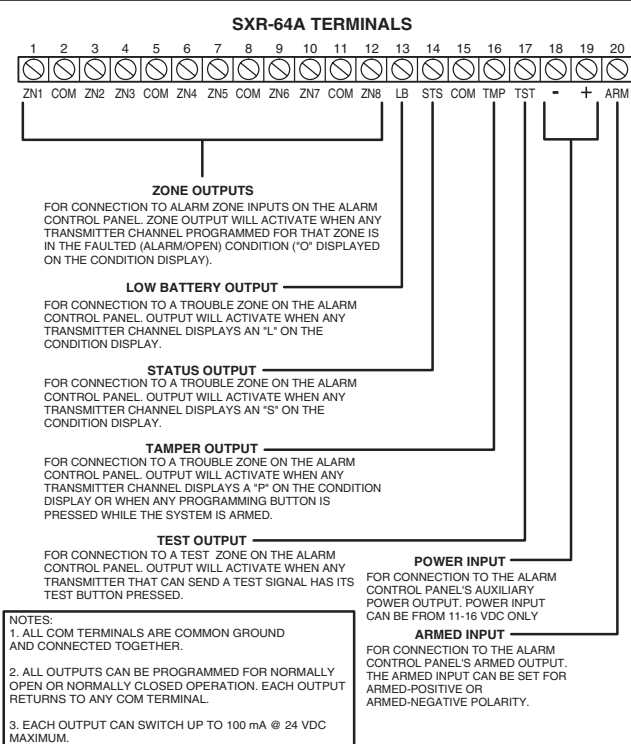 SXR-64A TERMINALS
1 2 3 4 5 6 7 8 9 10 11 12 13 14 15 16 17 18 19 20
ZN1 COM ZN2 ZN3 COM ZN4 ZN5 COM ZN6 ZN7 COM ZN8 LB STS COM TMP TST - + ARM
ZONE OUTPUTS
FOR CONNECTION TO ALARM ZONE INPUTS ON THE ALARM
CONTROL PANEL. ZONE OUTPUT WILL ACTIVATE WHEN ANY
TRANSMITTER CHANNEL PROGRAMMED FOR THAT ZONE IS
IN THE FAULTED (ALARM/OPEN) CONDITION ("O" DISPLAYED
ON THE CONDITION DISPLAY).
LOW BATTERY OUTPUT
FOR CONNECTION TO A TROUBLE ZONE ON THE ALARM
CONTROL PANEL. OUTPUT WILL ACTIVATE WHEN ANY
TRANSMITTER CHANNEL DISPLAYS AN "L" ON THE
CONDITION DISPLAY.
STATUS OUTPUT
FOR CONNECTION TO A TROUBLE ZONE ON THE ALARM
CONTROL PANEL. OUTPUT WILL ACTIVATE WHEN ANY
TRANSMITTER CHANNEL DISPLAYS AN "S" ON THE
CONDITION DISPLAY.
TAMPER OUTPUT
FOR CONNECTION TO A TROUBLE ZONE ON THE ALARM
CONTROL PANEL. OUTPUT WILL ACTIVATE WHEN ANY
TRANSMITTER CHANNEL DISPLAYS A "P" ON THE CONDITION
DISPLAY OR WHEN ANY PROGRAMMING BUTTON IS
PRESSED WHILE THE SYSTEM IS ARMED.
TEST OUTPUT
FOR CONNECTION TO A TEST ZONE ON THE ALARM
CONTROL PANEL. OUTPUT WILL ACTIVATE WHEN ANY
TRANSMITTER THAT CAN SEND A TEST SIGNAL HAS ITS
TEST BUTTON PRESSED.
POWER INPUT
FOR CONNECTION TO THE ALARM
CONTROL PANEL'S AUXILIARY
POWER OUTPUT. POWER INPUT
CAN BE FROM 11-16 VDC ONLY
ARMED INPUT
FOR CONNECTION TO THE ALARM
CONTROL PANEL'S ARMED OUTPUT.
THE ARMED INPUT CAN BE SET FOR
ARMED-POSITIVE OR
ARMED-NEGATIVE POLARITY.
NOTES:
1. ALL COM TERMINALS ARE COMMON GROUND
AND CONNECTED TOGETHER.
2. ALL OUTPUTS CAN BE PROGRAMMED FOR NORMALLY
OPEN OR NORMALLY CLOSED OPERATION. EACH OUTPUT
RETURNS TO ANY COM TERMINAL.
3. EACH OUTPUT CAN SWITCH UP TO 100 mA @ 24 VDC
MAXIMUM.